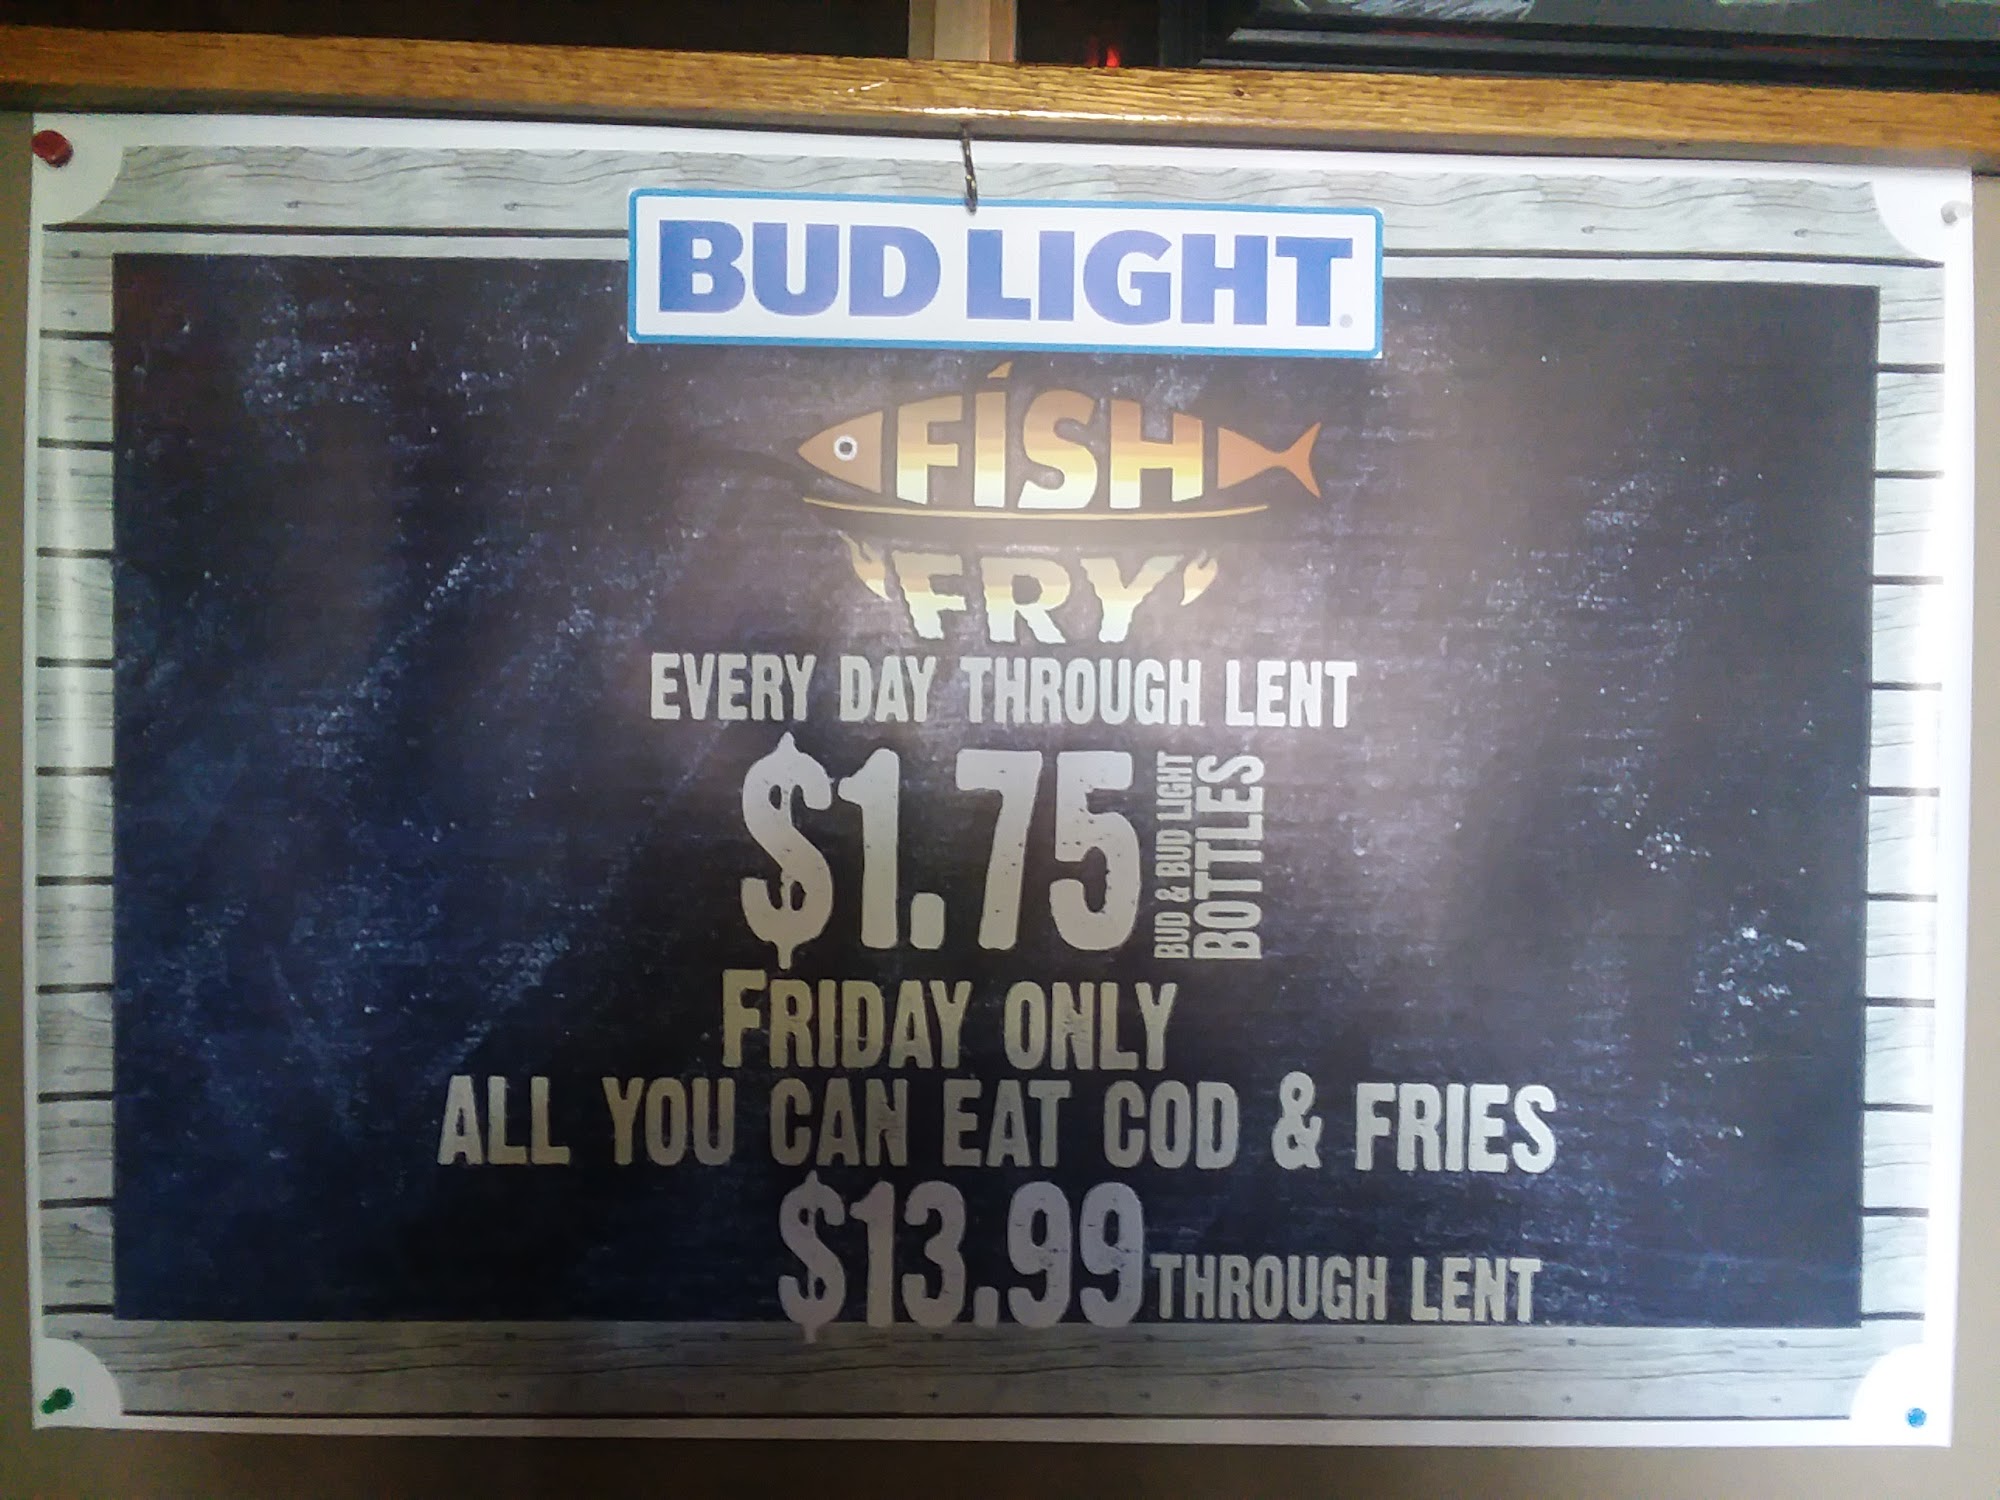 BUD LIGHT
FISH
FRY
EVERY DAY THROUGH LENT
$1.75
BUD & BUD LIGHT
BOTTLES
FRIDAY ONLY
ALL YOU CAN EAT COD & FRIES
$13.99 THROUGH LENT